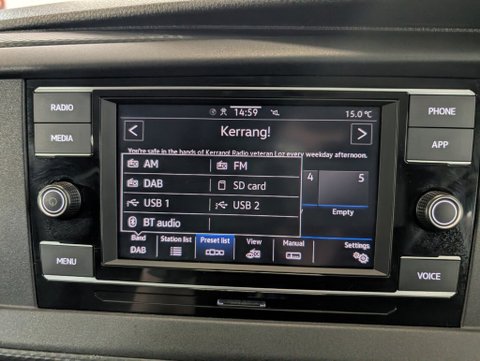 RADIO
MEDIA
MENU
PHONE
APP
VOICE
14:59
15.0 °C
<
Kerrang!
>
You're safe in the hands of Kerrang! Radio veteran Loz every weekday afternoon.
AM
FM
DAB
SD card
USB 1
USB 2
BT audio
4
5
Empty
Band
DAB
Station list
Preset list
View
Manual
Settings